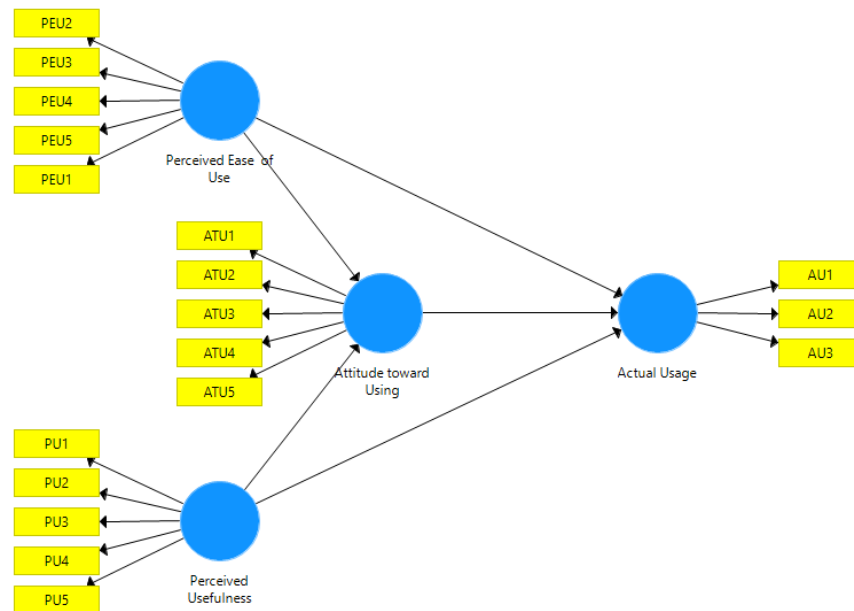 PEU2
PEU3
PEU4
PEU5
PEU1
Perceived Ease of
Use
ATU1
ATU2
ATU3
ATU4
ATU5
Attitude toward
Using
AU1
AU2
AU3
Actual Usage
PU1
PU2
PU3
PU4
PU5
Perceived
Usefulness